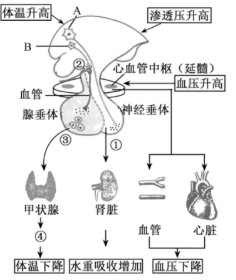 体温升高
A
渗透压升高
B
②
心血管中枢（延髓）
血压升高
血管
腺垂体
神经垂体
③
①
甲状腺
肾脏
血管
心脏
④
体温下降
水重吸收增加
血压下降